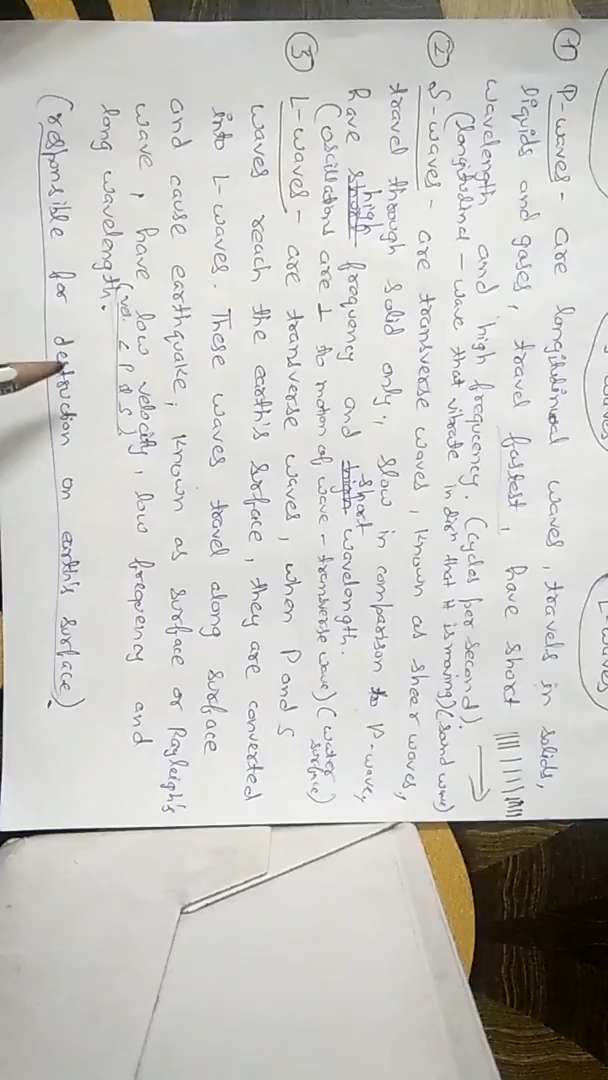 waves
L-waves
① P-waves - are longitudinal waves, travels in solids,
liquids and gases, travel fastest, have short
wavelength and high frequency. (cycles per second).
(longitudinal - wave that vibrate in dirn that it is moving) (sound wave)
② S-waves - are transverse waves, known as sheer waves,
travel through solid only, slow in comparison to P-wave,
have short high frequency and high short wavelength.
(oscillations are ⊥ to motion of wave - transverse wave) (water surface)
③ L-waves - are transverse waves, when P and S
waves reach the earth's surface, they are converted
into L-waves. These waves travel along surface
and cause earthquake, known as surface or Rayleigh's
wave, have low velocity, low frequency and
long wavelength. (vel < P & S)
(responsible for destruction on earth's surface).